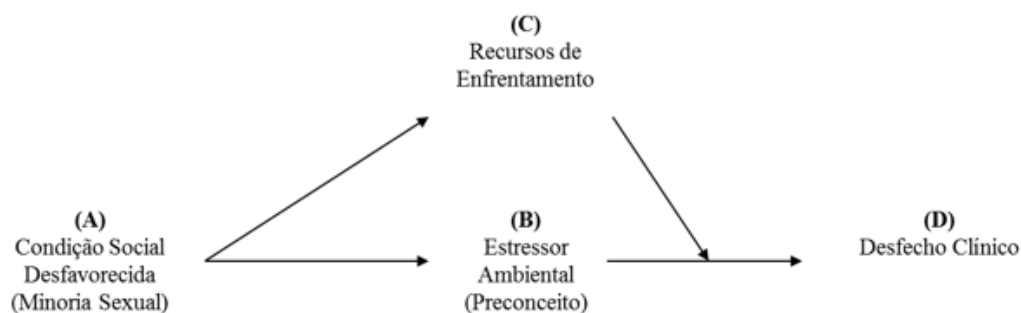 (C)
Recursos de
Enfrentamento
(A)
Condição Social
Desfavorecida
(Minoria Sexual)
(B)
Estressor
Ambiental
(Preconceito)
(D)
Desfecho Clínico